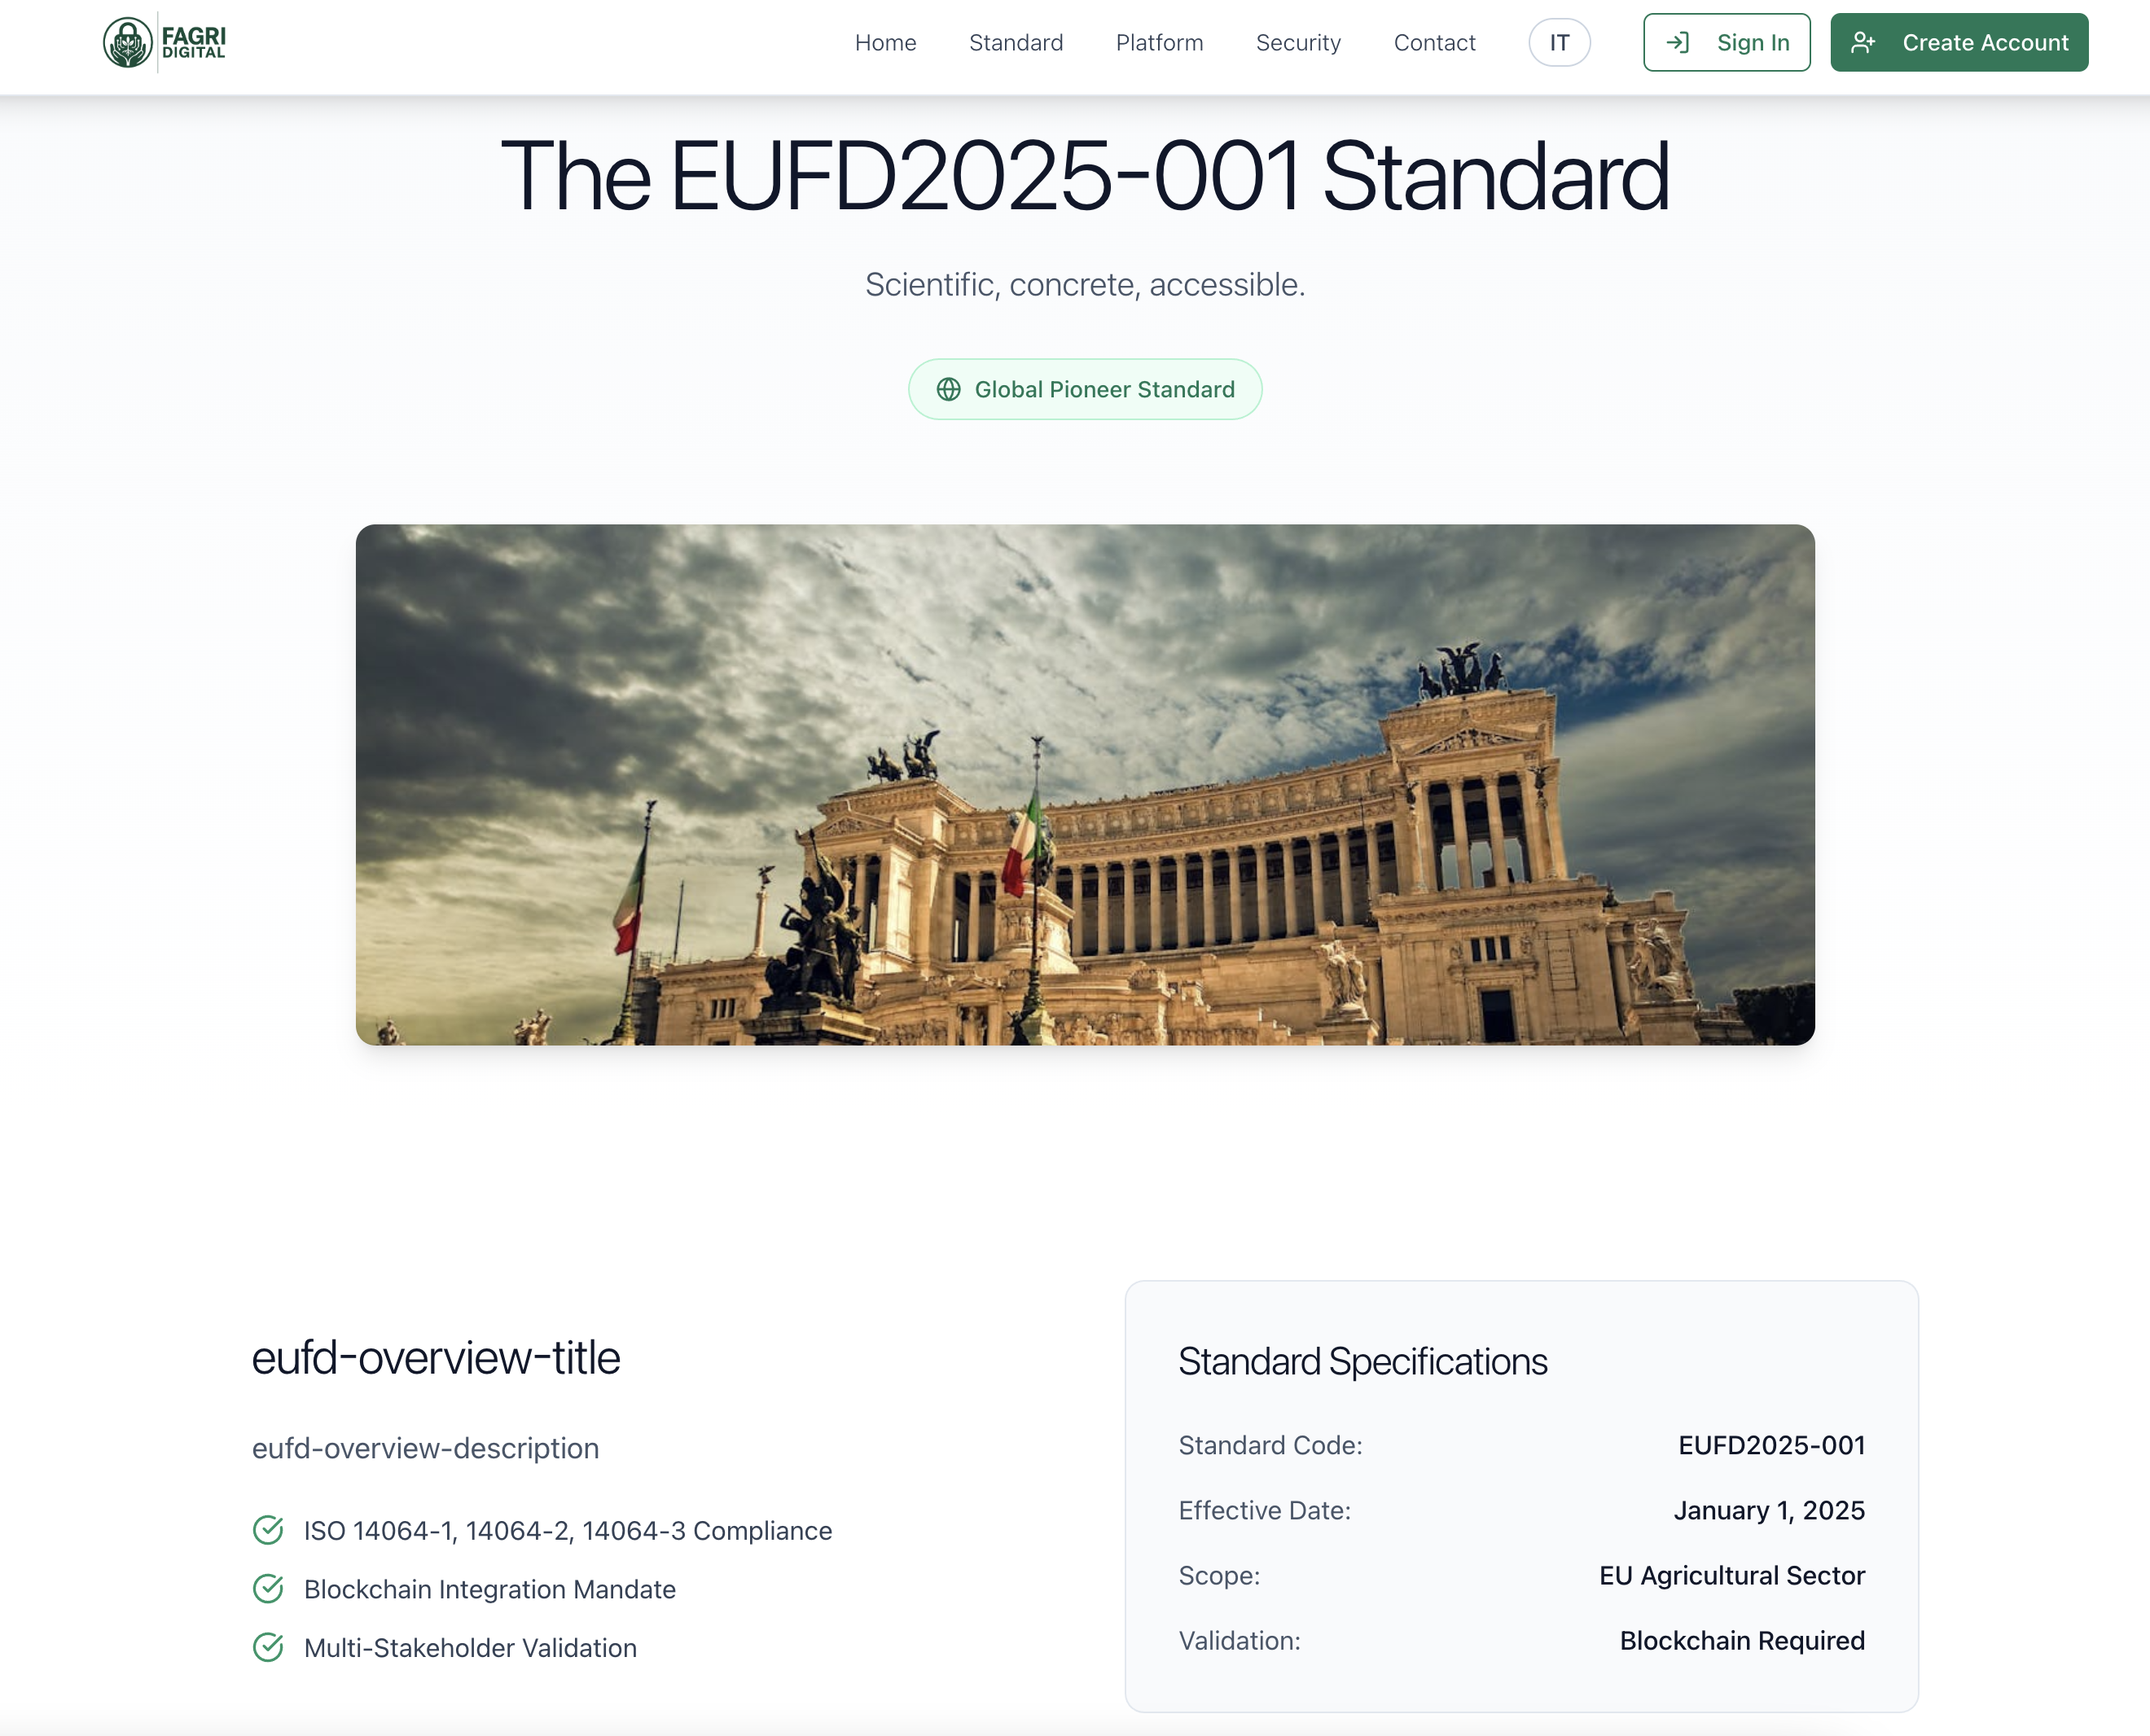 FAGRI
DIGITAL
Home
Standard
Platform
Security
Contact
IT
Sign In
Create Account
The EUFD2025-001 Standard
Scientific, concrete, accessible.
Global Pioneer Standard
eufd-overview-title
eufd-overview-description
ISO 14064-1, 14064-2, 14064-3 Compliance
Blockchain Integration Mandate
Multi-Stakeholder Validation
Standard Specifications
Standard Code: EUFD2025-001
Effective Date: January 1, 2025
Scope: EU Agricultural Sector
Validation: Blockchain Required